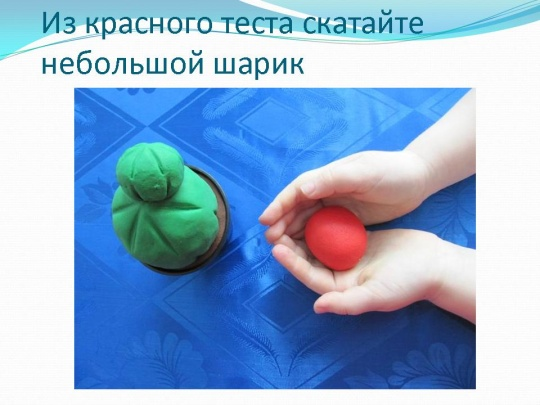 Из красного теста скатайте
небольшой шарик